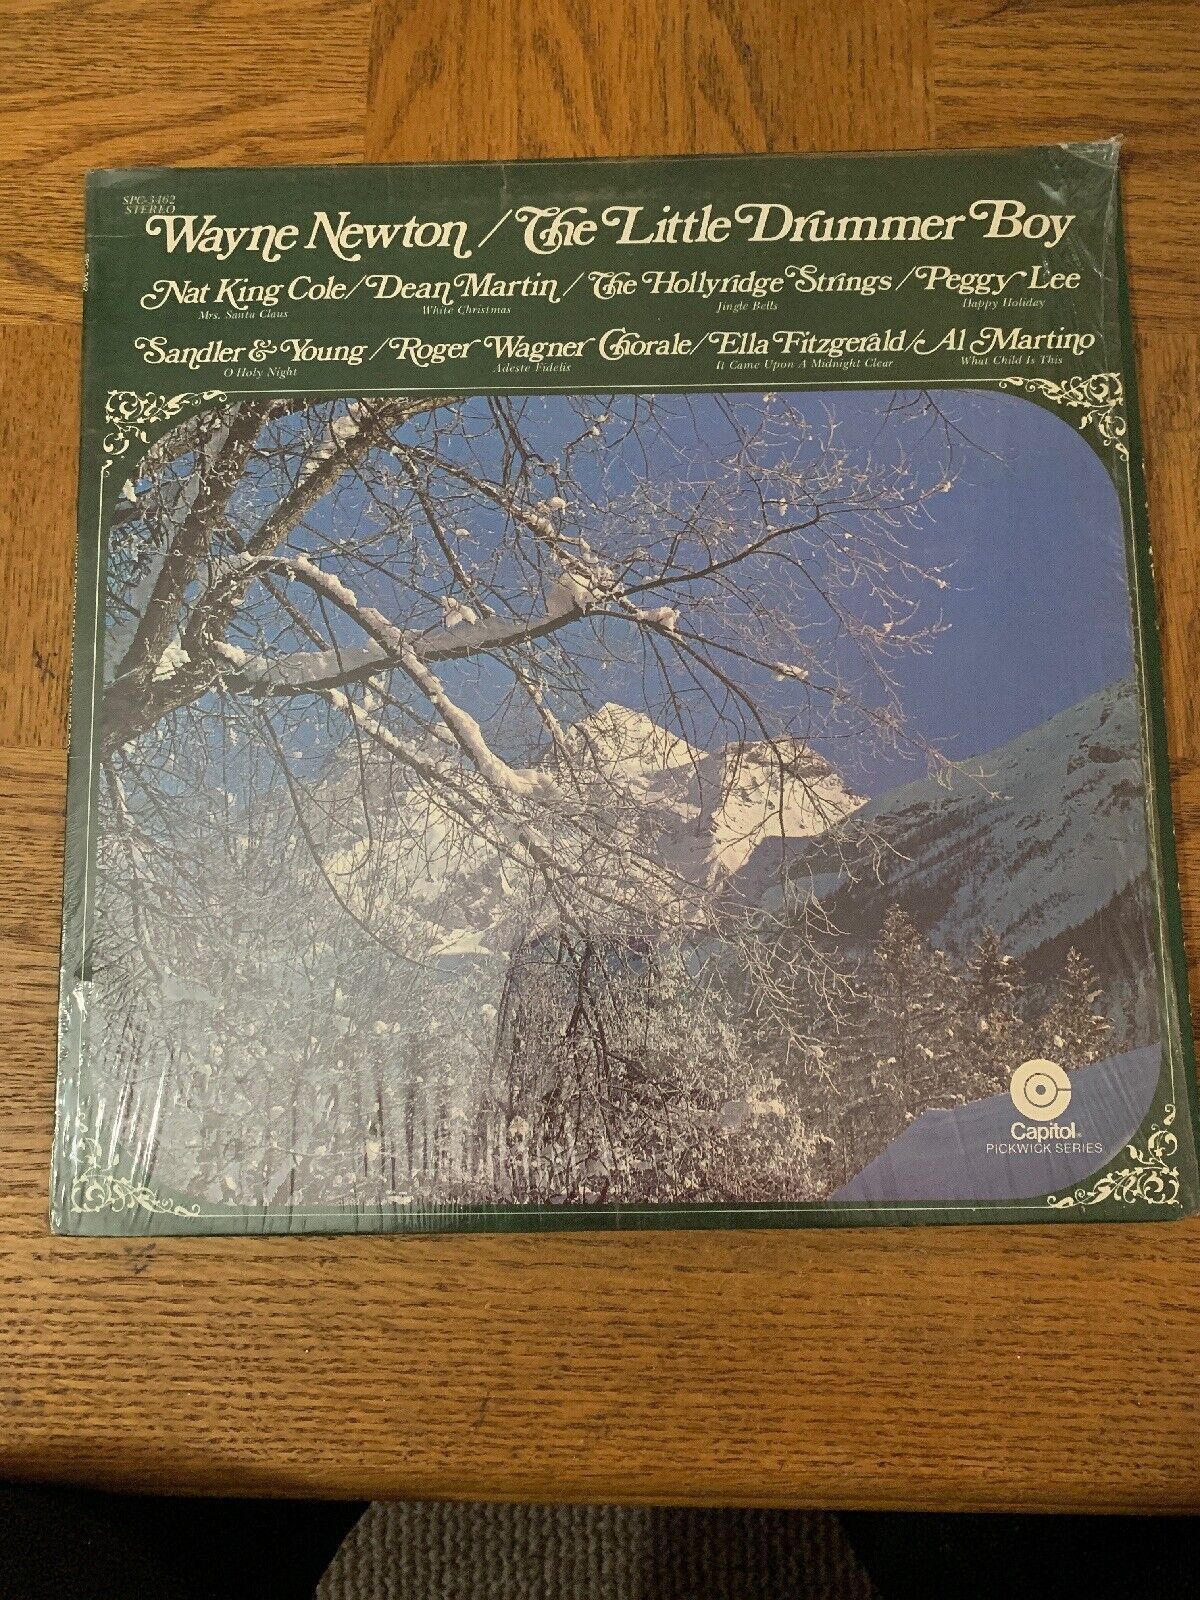 SPC-3462
STEREO
Wayne Newton / The Little Drummer Boy
Nat King Cole / Dean Martin / The Hollyridge Strings / Peggy Lee
Mrs. Santa Claus White Christmas Jingle Bells Happy Holiday
Sandler & Young / Roger Wagner Chorale / Ella Fitzgerald / Al Martino
O Holy Night Adeste Fidelis It Came Upon A Midnight Clear What Child Is This
Capitol®
PICKWICK SERIES